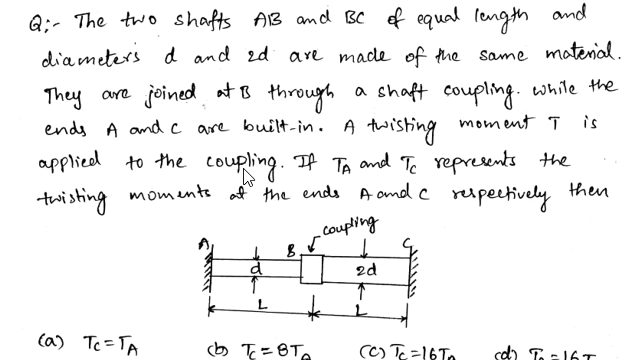 Q:- The two shafts AB and BC of equal length and
diameters d and 2d are made of the same material.
They are joined at B through a shaft coupling. While the
ends A and C are built-in. A twisting moment T is
applied to the coupling. If TA and TC represents the
twisting moments at the ends A and C respectively then
coupling
A B C
d 2d
L L
(a) TC = TA (b) TC = 8TA (c) TC = 16TA (d)